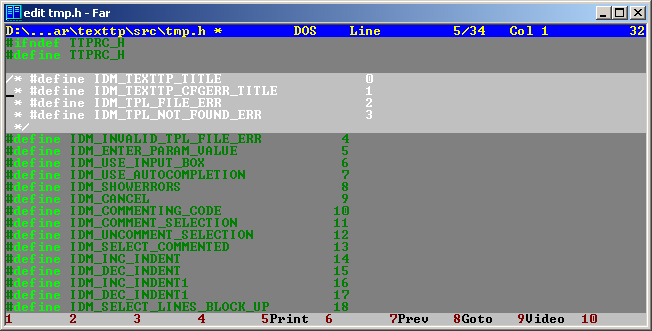 edit tmp.h - Far
D:\...ar\texttp\src\tmp.h * DOS Line 5/34 Col 1 32
#ifndef TTPRC_H
#define TTPRC_H
/* #define IDM_TEXTTP_TITLE 0
* #define IDM_TEXTTP_CFGERR_TITLE 1
* #define IDM_TPL_FILE_ERR 2
* #define IDM_TPL_NOT_FOUND_ERR 3
*/
#define IDM_INVALID_TPL_FILE_ERR 4
#define IDM_ENTER_PARAM_VALUE 5
#define IDM_USE_INPUT_BOX 6
#define IDM_USE_AUTOCOMPLETION 7
#define IDM_SHOWERRORS 8
#define IDM_CANCEL 9
#define IDM_COMMENTING_CODE 10
#define IDM_COMMENT_SELECTION 11
#define IDM_UNCOMMENT_SELECTION 12
#define IDM_SELECT_COMMENTED 13
#define IDM_INC_INDENT 14
#define IDM_DEC_INDENT 15
#define IDM_INC_INDENT1 16
#define IDM_DEC_INDENT1 17
#define IDM_SELECT_LINES_BLOCK_UP 18
1 2 3 4 5Print 6 7Prev 8Goto 9Video 10